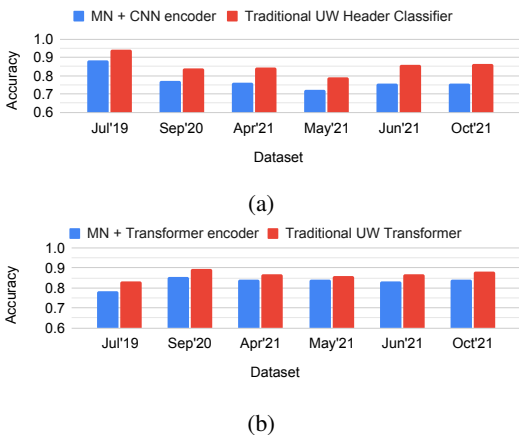 MN + CNN encoder Traditional UW Header Classifier
1.0
0.9
0.8
0.7
0.6
Accuracy
Jul'19 Sep'20 Apr'21 May'21 Jun'21 Oct'21
Dataset
(a)
MN + Transformer encoder Traditional UW Transformer
1.0
0.9
0.8
0.7
0.6
Accuracy
Jul'19 Sep'20 Apr'21 May'21 Jun'21 Oct'21
Dataset
(b)